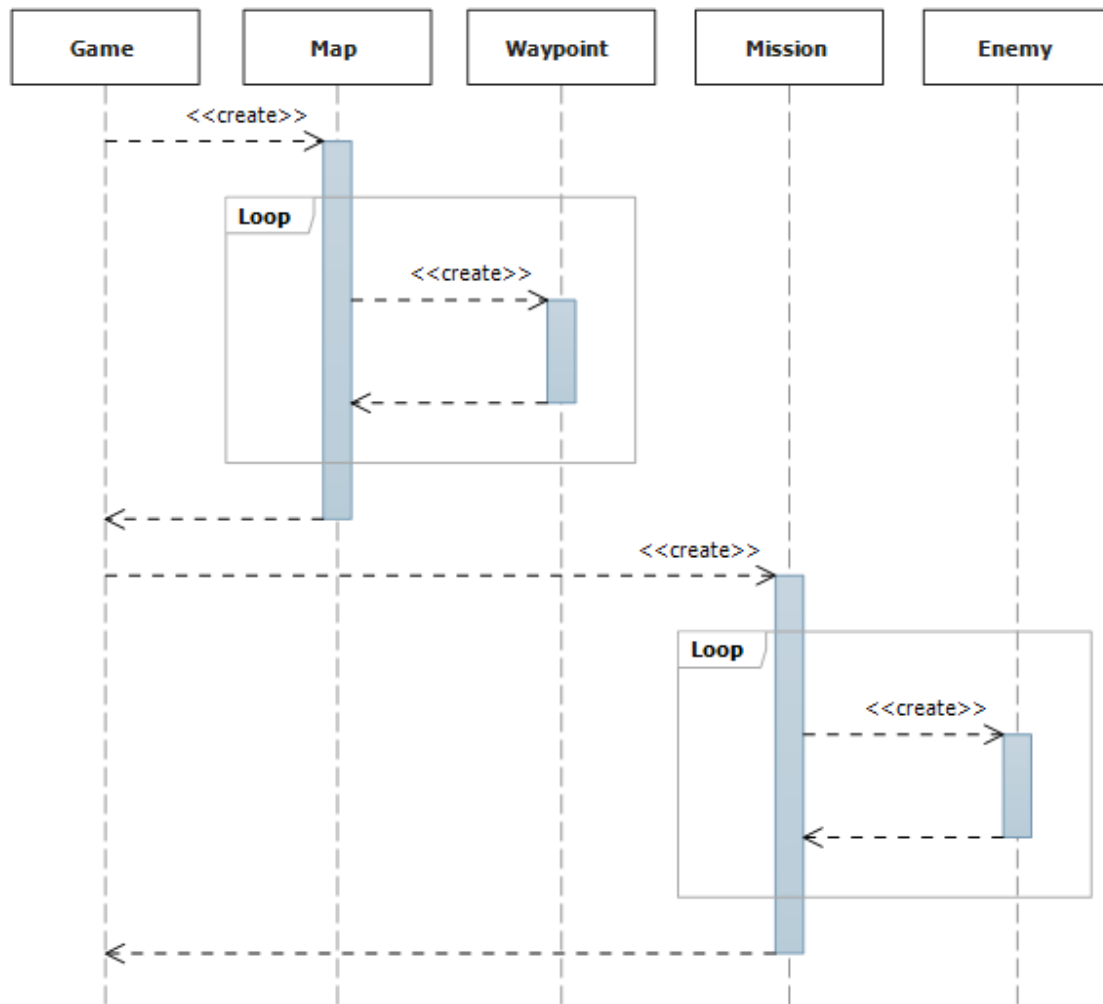 Game
Map
Waypoint
Mission
Enemy
<<create>>
Loop
<<create>>
<<create>>
Loop
<<create>>